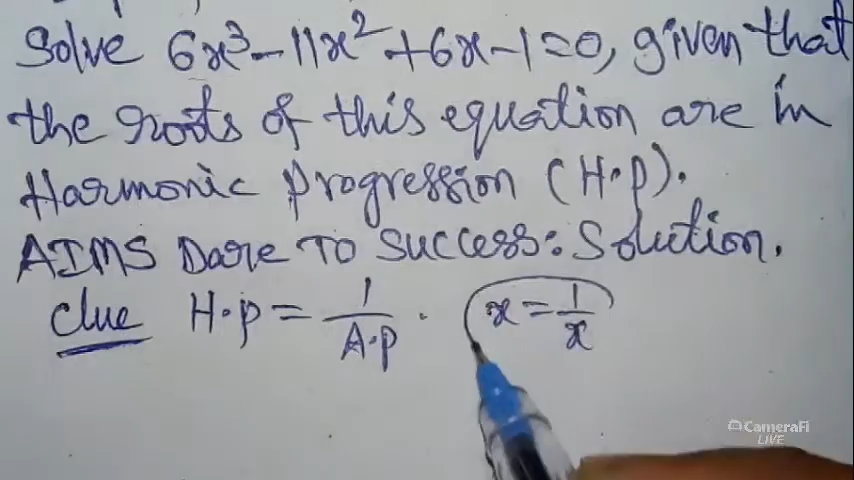 Solve 6x³-11x²+6x-1=0, given that
the roots of this equation are in
Harmonic Progression (H.P).
AIMS Dare TO Success: Solution.
Clue H.P = 1/A.P . x = 1/x
CameraFi
LIVE